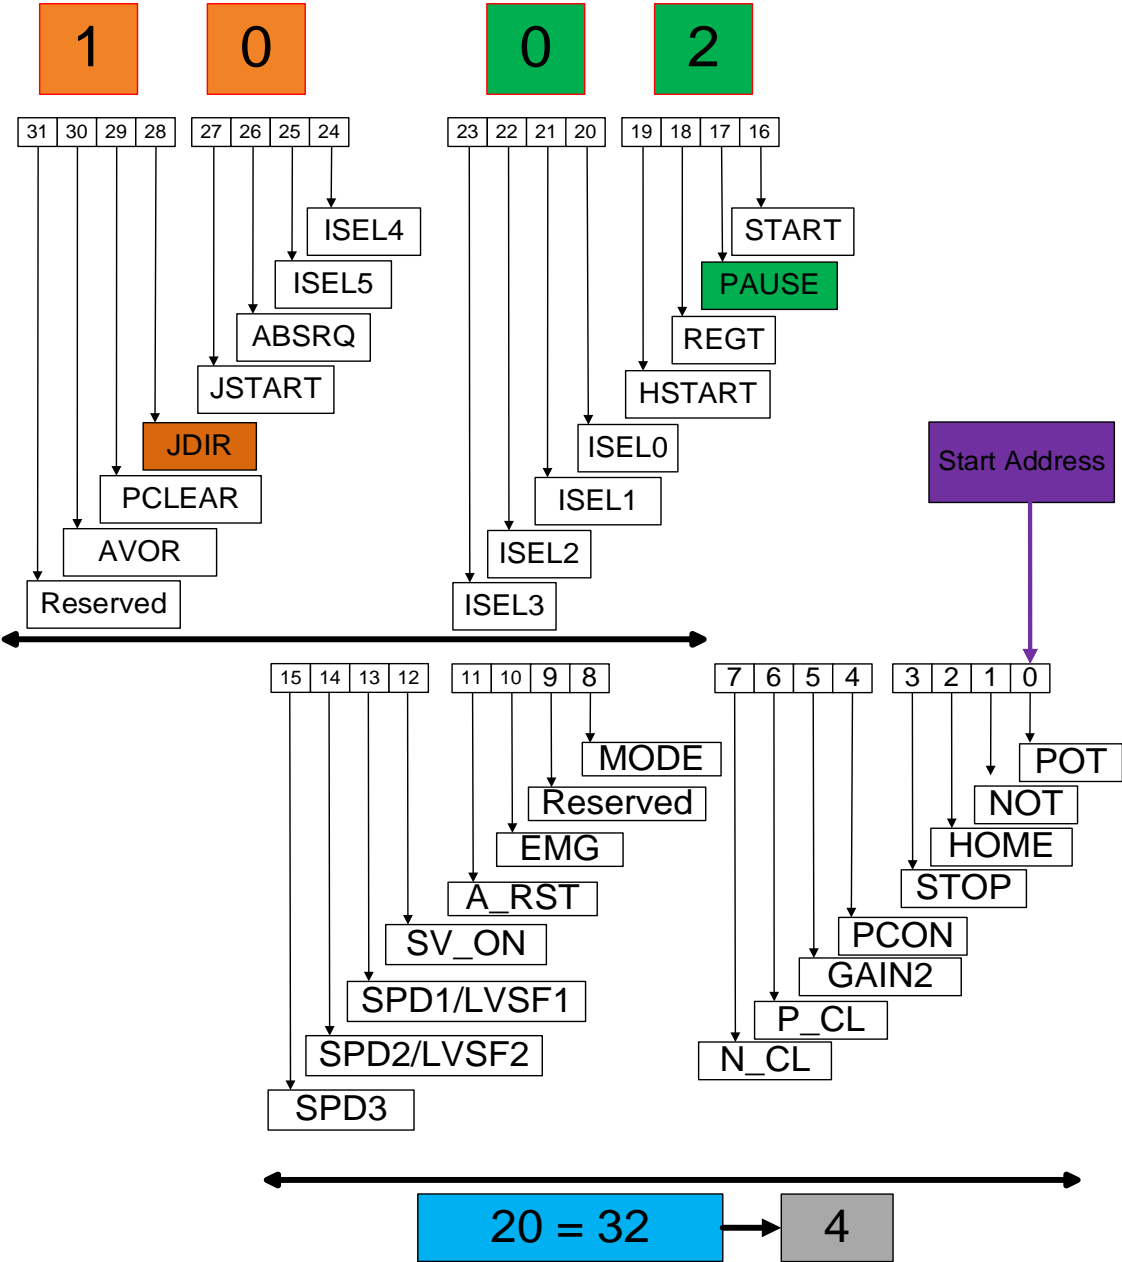 1 0 0 2
31 30 29 28 27 26 25 24 23 22 21 20 19 18 17 16
ISEL4
ISEL5
ABSRQ
JSTART
JDIR
PCLEAR
AVOR
Reserved
START
PAUSE
REGT
HSTART
ISEL0
ISEL1
ISEL2
ISEL3
Start Address
15 14 13 12 11 10 9 8 7 6 5 4 3 2 1 0
MODE
Reserved
EMG
A_RST
SV_ON
SPD1/LVSF1
SPD2/LVSF2
SPD3
POT
NOT
HOME
STOP
PCON
GAIN2
P_CL
N_CL
20 = 32
4